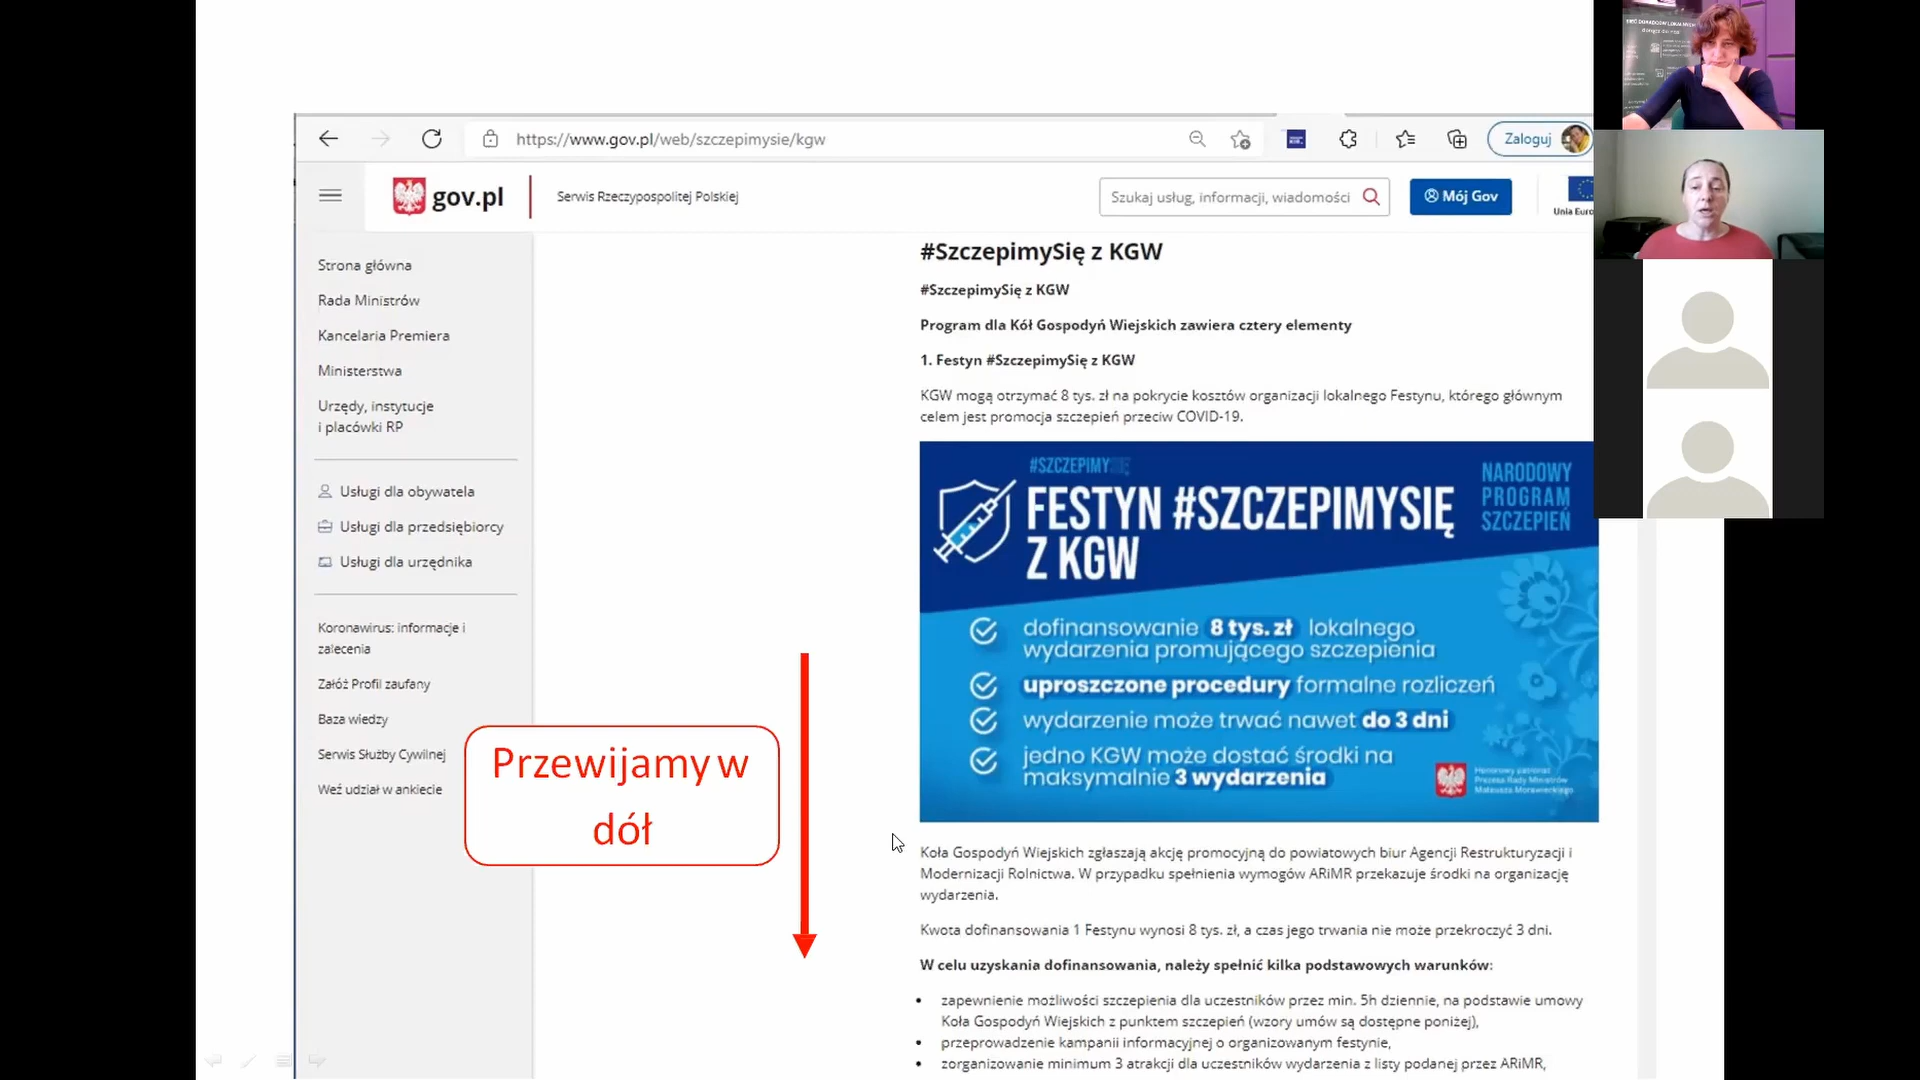 https://www.gov.pl/web/szczepimysie/kgw
Zaloguj
gov.pl
Serwis Rzeczypospolitej Polskiej
Szukaj usług, informacji, wiadomości
Mój Gov
Strona główna
Rada Ministrów
Kancelaria Premiera
Ministerstwa
Urzędy, instytucje
i placówki RP
Usługi dla obywatela
Usługi dla przedsiębiorcy
Usługi dla urzędnika
Koronawirus: informacje i
zalecenia
Załóż Profil zaufany
Baza wiedzy
Serwis Służby Cywilnej
Weź udział w ankiecie
Przewijamy w
dół
#SzczepimySię z KGW
#SzczepimySię z KGW
Program dla Kół Gospodyń Wiejskich zawiera cztery elementy
1. Festyn #SzczepimySię z KGW
KGW mogą otrzymać 8 tys. zł na pokrycie kosztów organizacji lokalnego Festynu, którego głównym
celem jest promocja szczepień przeciw COVID-19.
#SZCZEPIMYSIĘ
FESTYN #SZCZEPIMYSIĘ
Z KGW
NARODOWY
PROGRAM
SZCZEPIEŃ
dofinansowanie 8 tys. zł lokalnego
wydarzenia promującego szczepienia
uproszczone procedury formalne rozliczeń
wydarzenie może trwać nawet do 3 dni
jedno KGW może dostać środki na
maksymalnie 3 wydarzenia
Honorowy patronat
Prezesa Rady Ministrów
Mateusza Morawieckiego
Koła Gospodyń Wiejskich zgłaszają akcję promocyjną do powiatowych biur Agencji Restrukturyzacji i
Modernizacji Rolnictwa. W przypadku spełnienia wymogów ARiMR przekazuje środki na organizację
wydarzenia.
Kwota dofinansowania 1 Festynu wynosi 8 tys. zł, a czas jego trwania nie może przekroczyć 3 dni.
W celu uzyskania dofinansowania, należy spełnić kilka podstawowych warunków:
• zapewnienie możliwości szczepienia dla uczestników przez min. 5h dziennie, na podstawie umowy
Koła Gospodyń Wiejskich z punktem szczepień (wzory umów są dostępne poniżej),
• przeprowadzenie kampanii informacyjnej o organizowanym festynie,
• zorganizowanie minimum 3 atrakcji dla uczestników wydarzenia z listy podanej przez ARiMR,